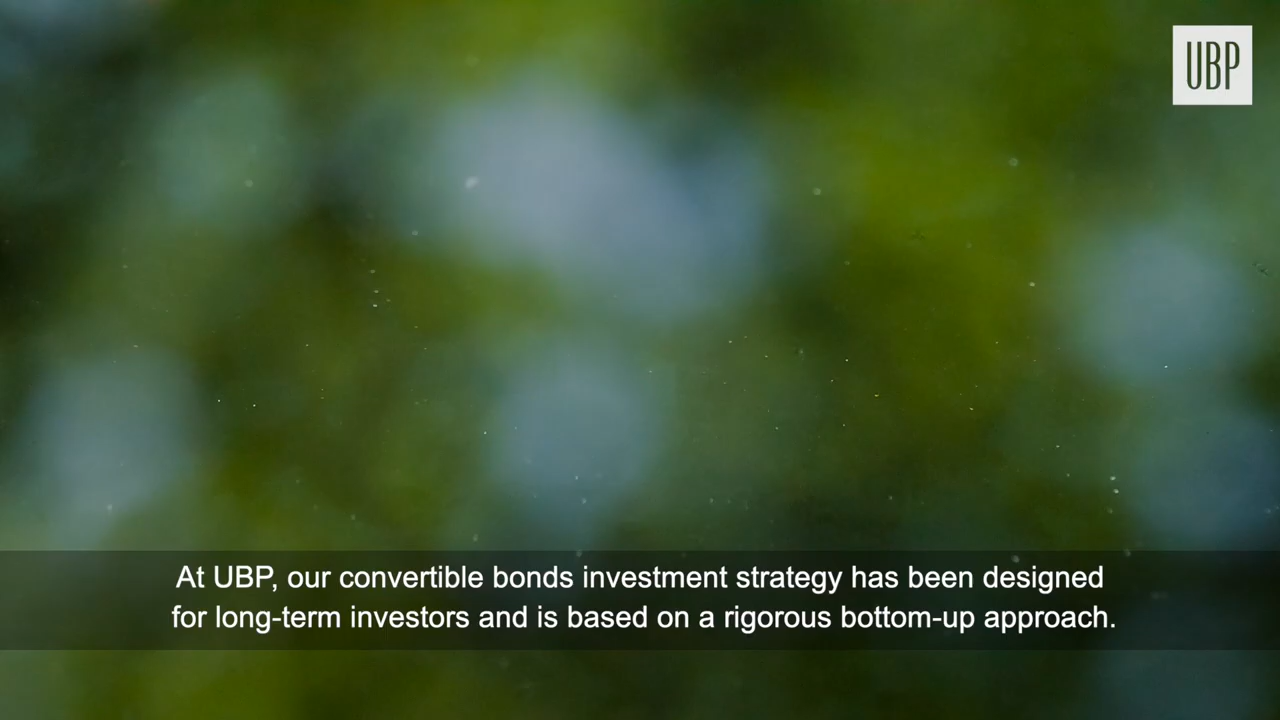 UBP
At UBP, our convertible bonds investment strategy has been designed
for long-term investors and is based on a rigorous bottom-up approach.